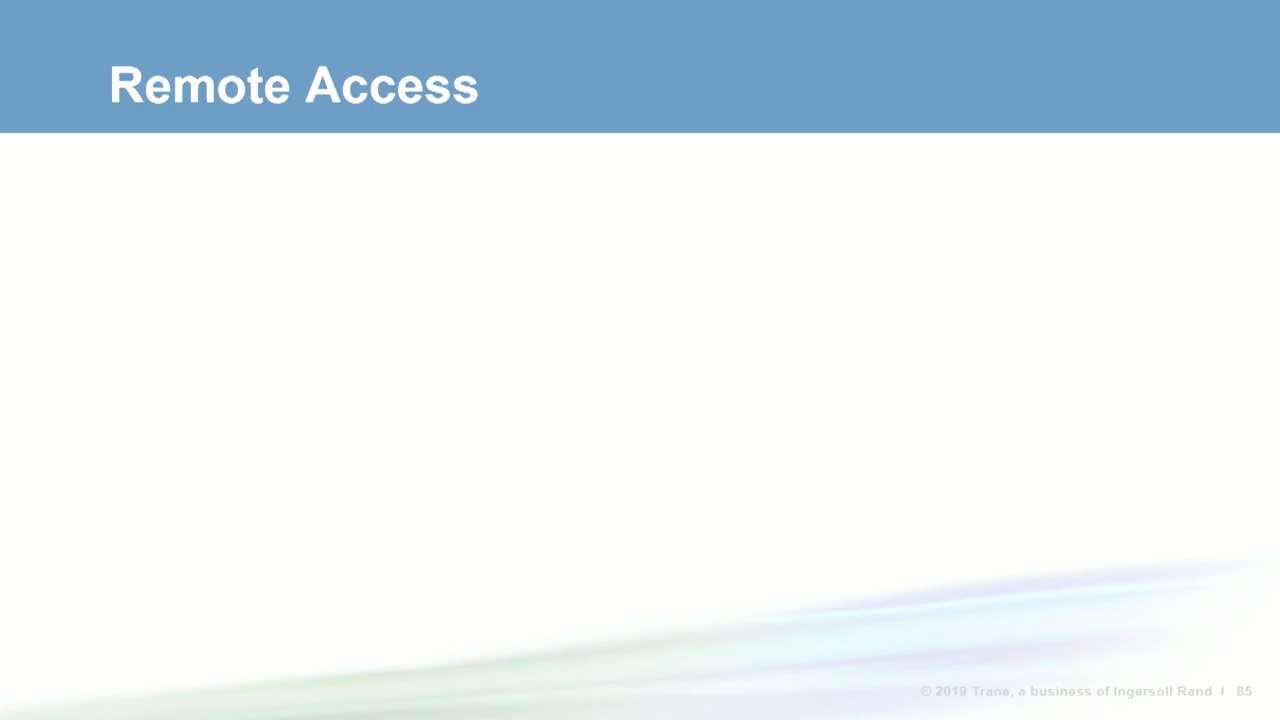 Remote Access
© 2019 Trane, a business of Ingersoll Rand I 85